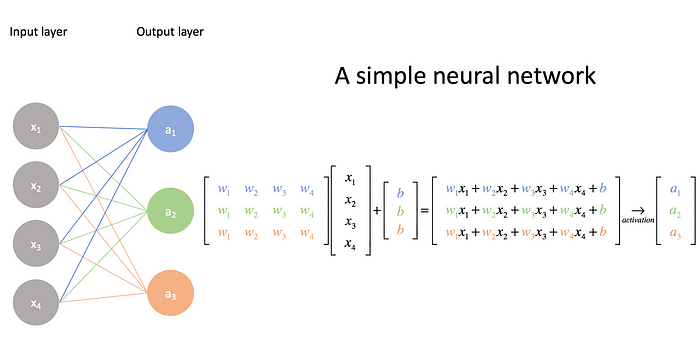 Input layer
Output layer
A simple neural network
x₁
x₂
x₃
x₄
a₁
a₂
a₃
w₁ w₂ w₃ w₄
w₁ w₂ w₃ w₄
w₁ w₂ w₃ w₄
x₁
x₂
x₃
x₄
+
b
b
b
=
w₁x₁+w₂x₂+w₃x₃+w₄x₄+b
w₁x₁+w₂x₂+w₃x₃+w₄x₄+b
w₁x₁+w₂x₂+w₃x₃+w₄x₄+b
→
activation
a₁
a₂
a₃